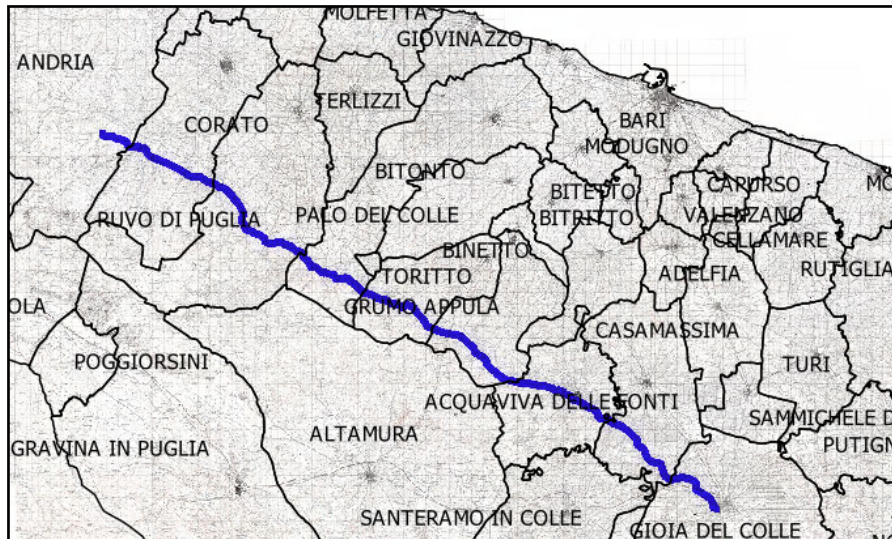 MOLFETTA
GIOVINAZZO
ANDRIA
TERLIZZI
CORATO
BARI
MODUGNO
BITONTO
BITETTO
CAPURSO
MO
RUVO DI PUGLIA
PALO DEL COLLE
BITRITTO
VALENZANO
CELLAMARE
BINETTO
TORITTO
ADELFIA
RUTIGLIA
OLA
GRUMO APPULA
CASAMASSIMA
POGGIORSINI
TURI
ACQUAVIVA DELLE FONTI
SAMMICHELE D
ALTAMURA
PUTIGN
GRAVINA IN PUGLIA
SANTERAMO IN COLLE
GIOIA DEL COLLE